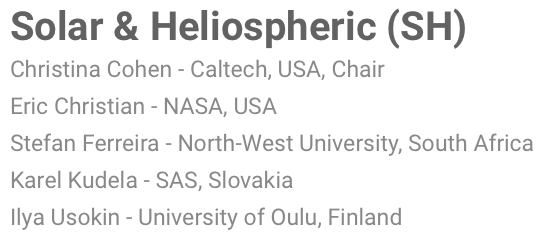 Solar & Heliospheric (SH)
Christina Cohen - Caltech, USA, Chair
Eric Christian - NASA, USA
Stefan Ferreira - North-West University, South Africa
Karel Kudela - SAS, Slovakia
Ilya Usokin - University of Oulu, Finland